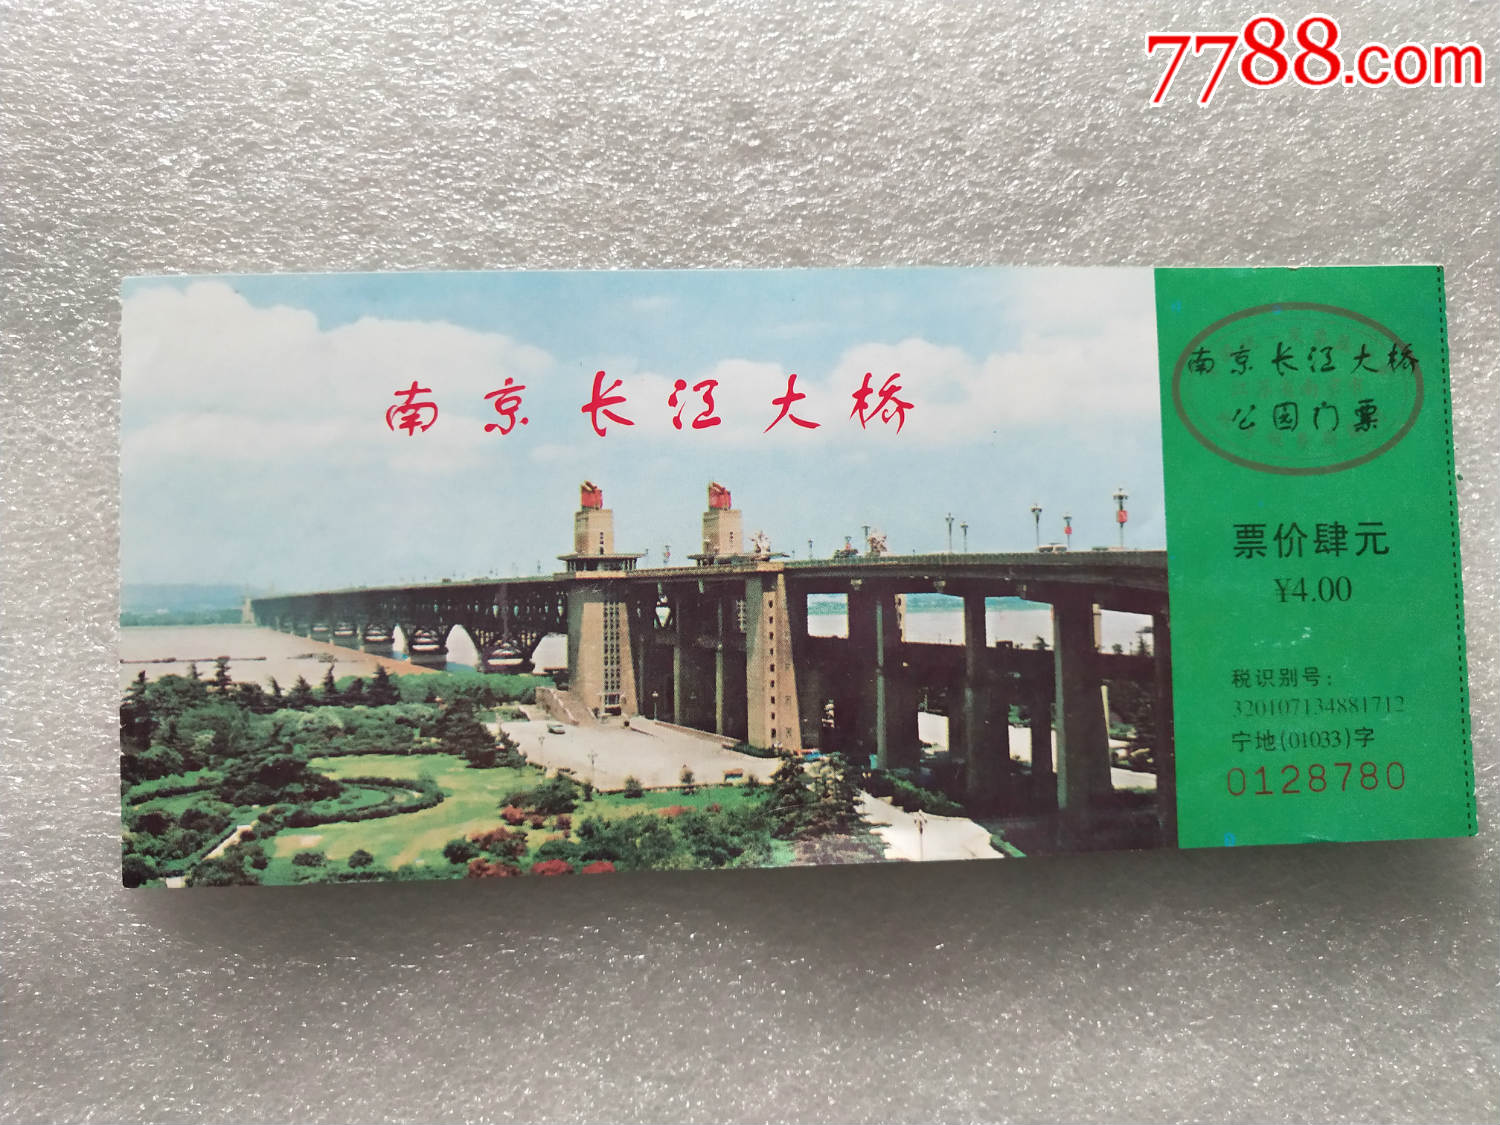 7788.com
南京长江大桥
南京长江大桥
公园门票
票价肆元
¥4.00
税识别号:
320107134881712
宁地(01033)字
0128780